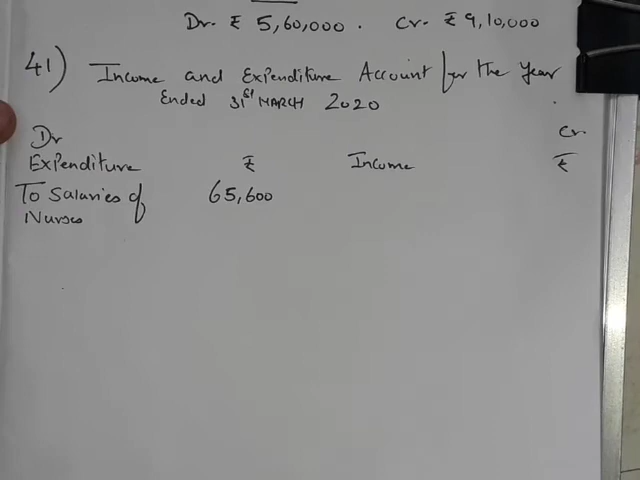 Dr. ₹ 5,60,000. Cr. ₹ 9,10,000
41) Income and Expenditure Account for the Year
Ended 31st MARCH 2020
Dr Cr.
Expenditure ₹ Income ₹
To Salaries of 65,600
Nurses